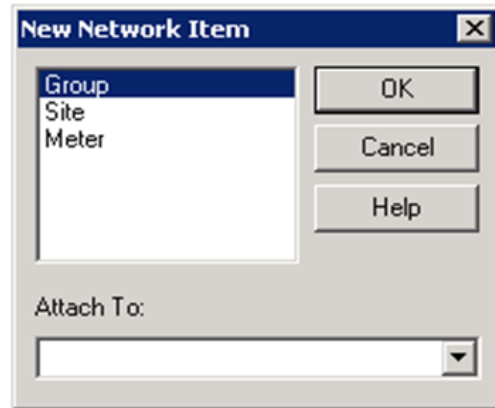 New Network Item
Group
Site
Meter
OK
Cancel
Help
Attach To: